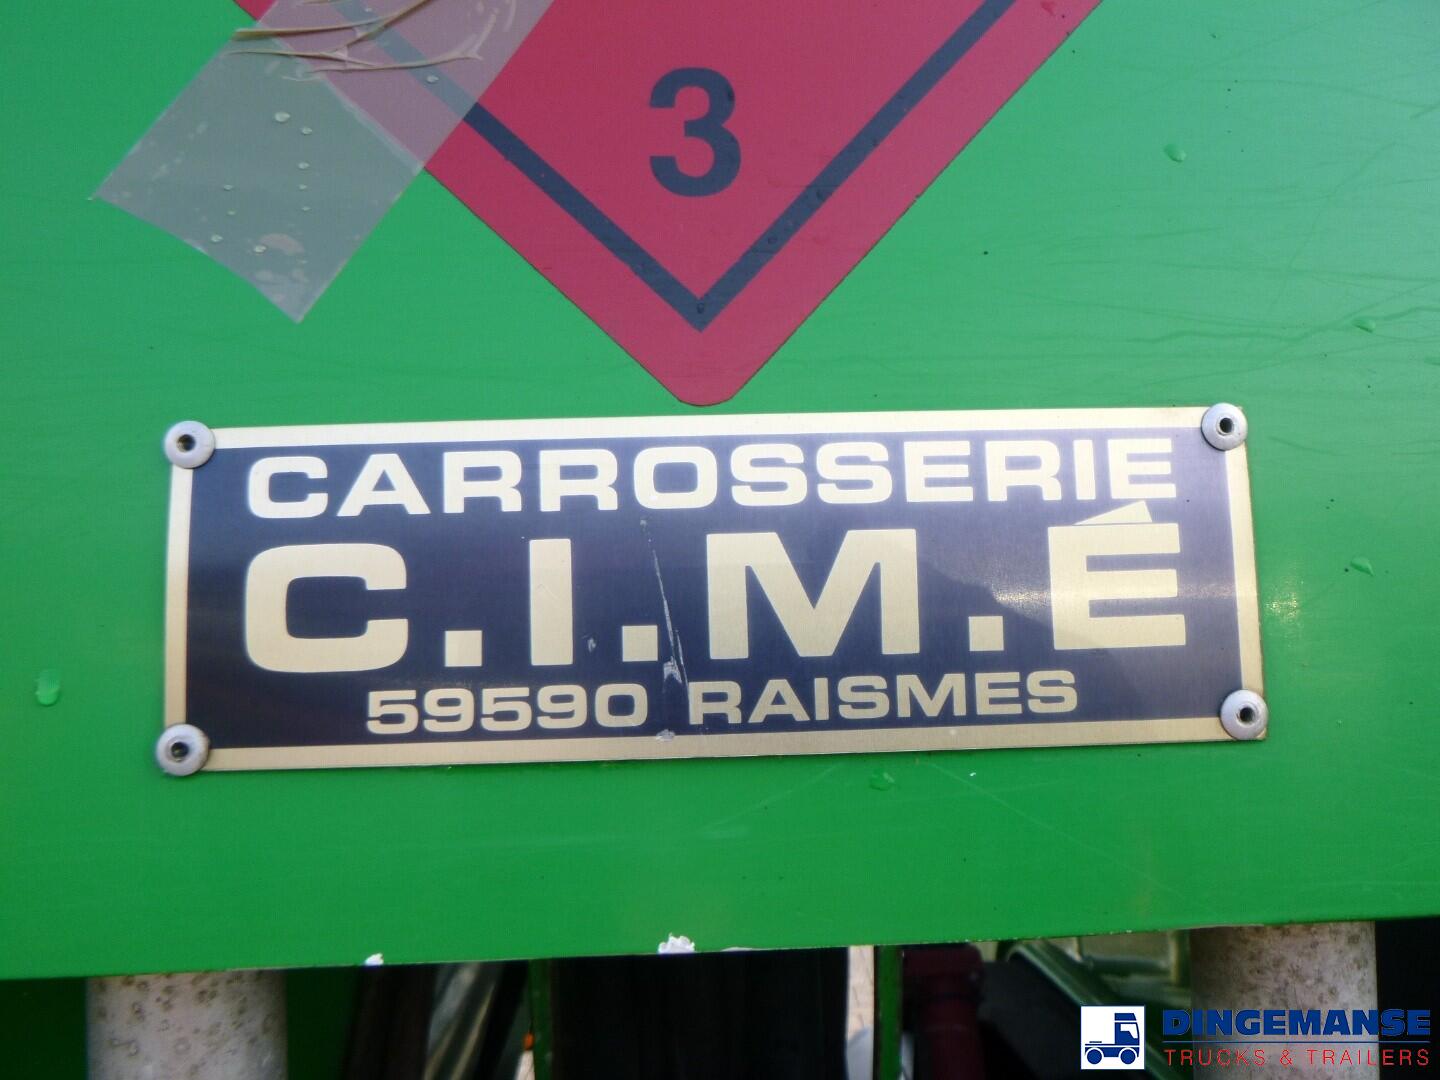 3
CARROSSERIE
C.I.M.É
59590 RAISMES
DINGEMANSE
TRUCKS & TRAILERS